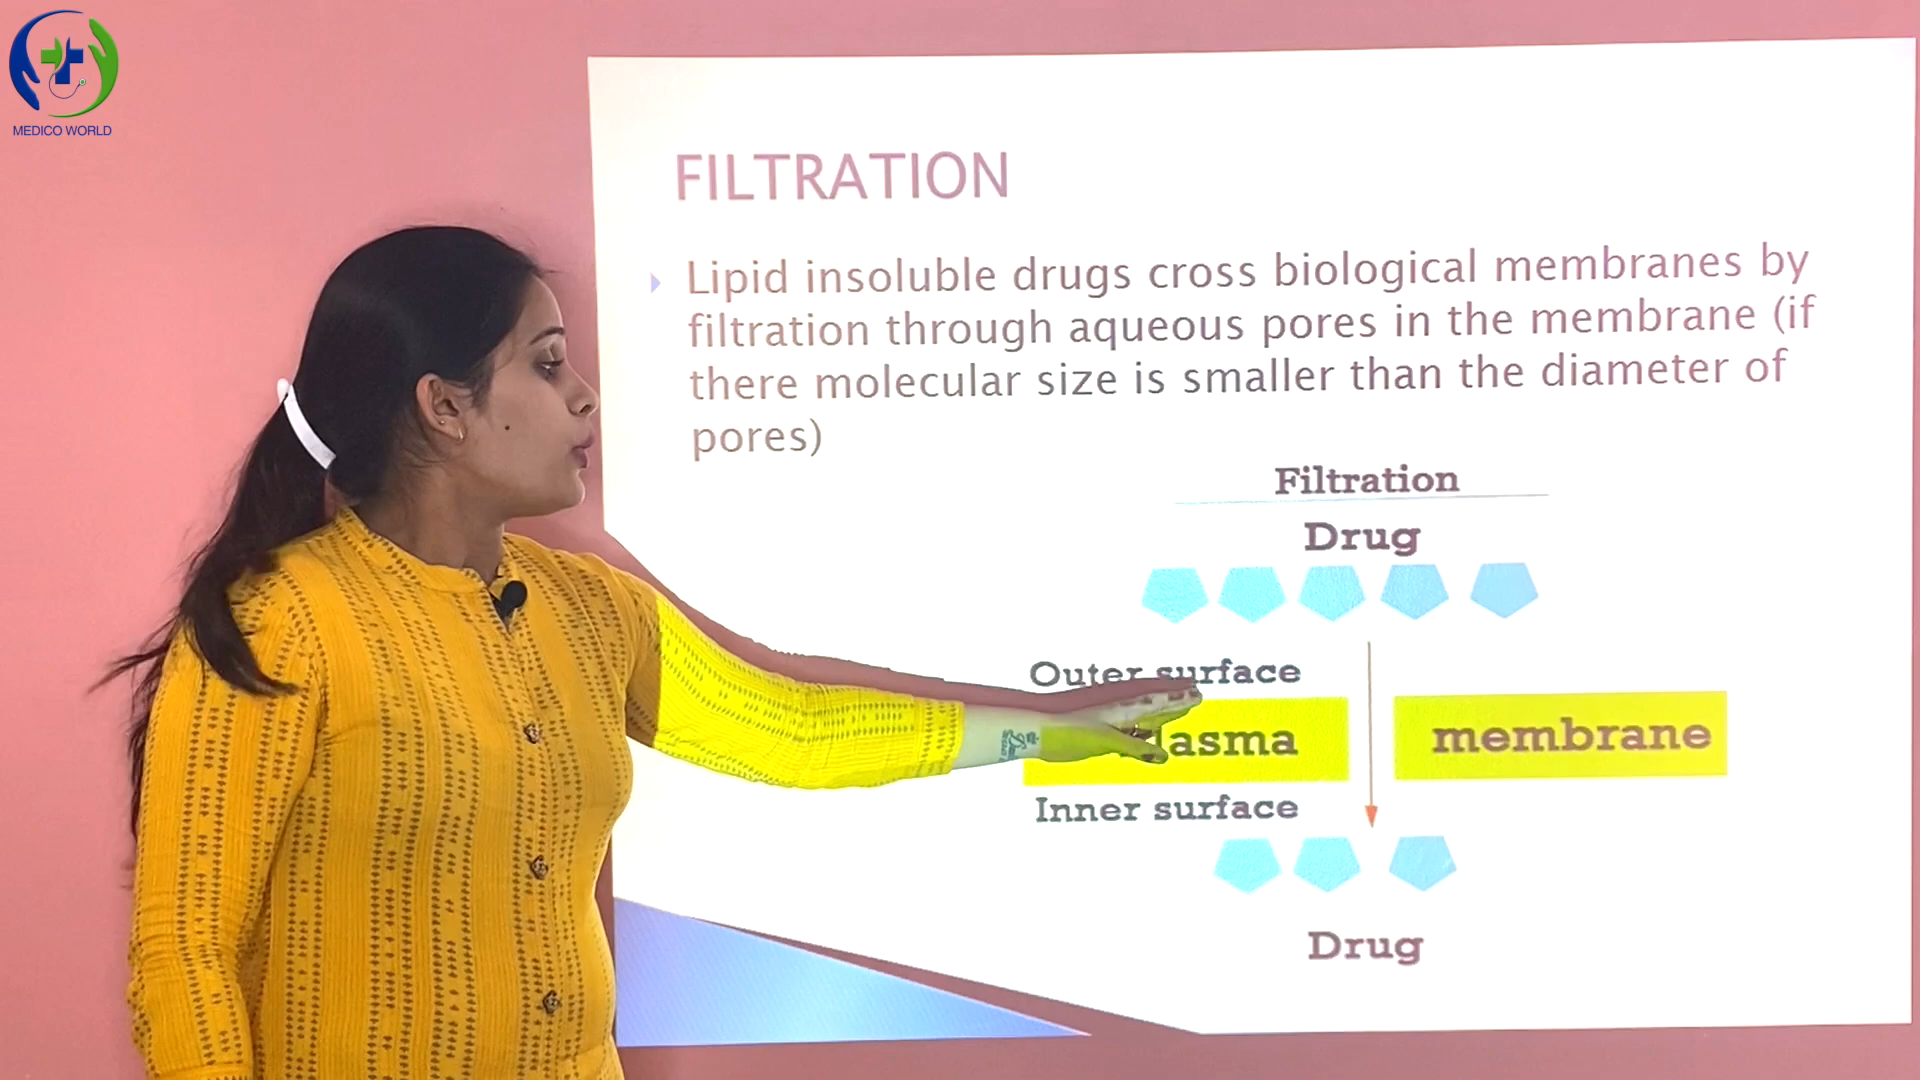 MEDICO WORLD
FILTRATION
Lipid insoluble drugs cross biological membranes by
filtration through aqueous pores in the membrane (if
there molecular size is smaller than the diameter of
pores)
Filtration
Drug
Outer surface
asma membrane
Inner surface
Drug